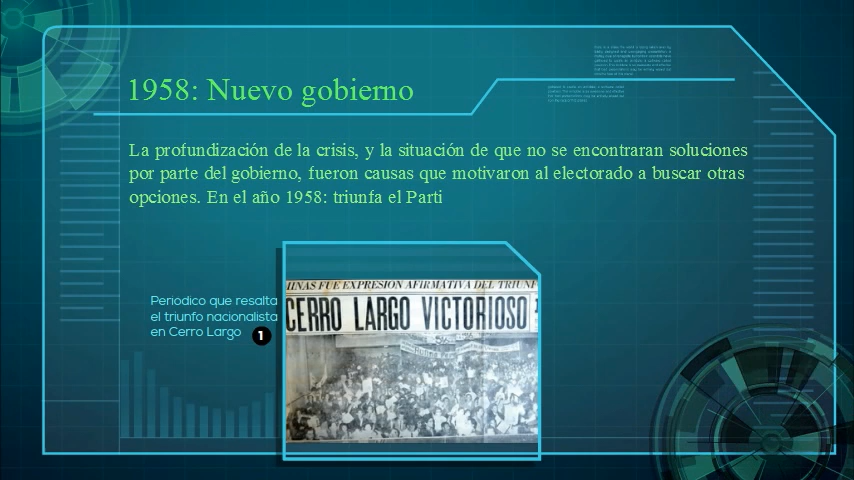 1958: Nuevo gobierno
La profundización de la crisis, y la situación de que no se encontraran soluciones
por parte del gobierno, fueron causas que motivaron al electorado a buscar otras
opciones. En el año 1958: triunfa el Parti
Periodico que resalta
el triunfo nacionalista
en Cerro Largo
1
FUE EXPRESION AFIRMATIVA DEL
CERRO LARGO VICTORIOSO